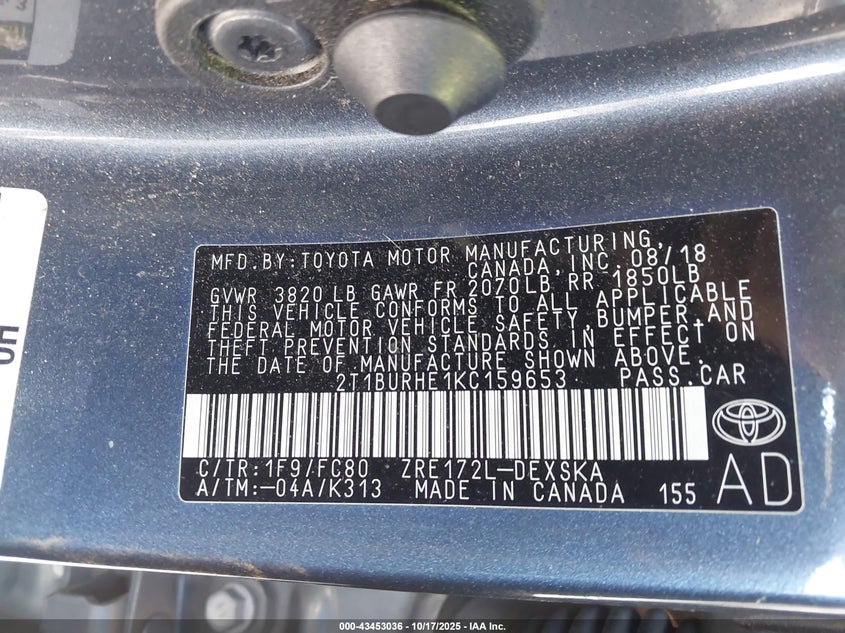 MFD.BY:TOYOTA MOTOR MANUFACTURING,
CANADA, INC. 08/18
GVWR 3820 LB GAWR FR 2070LB, RR 1850LB
THIS VEHICLE CONFORMS TO ALL APPLICABLE
FEDERAL MOTOR VEHICLE SAFETY,BUMPER AND
THEFT PREVENTION STANDARDS IN EFFECT ON
THE DATE OF MANUFACTURE SHOWN ABOVE.
2T1BURHE1KC159653 PASS.CAR
C/TR:1F9/FC80 ZRE172L-DEXSKA
A/TM:-04A/K313 MADE IN CANADA 155
AD
000-43453036 | 10/17/2025 - IAA Inc.